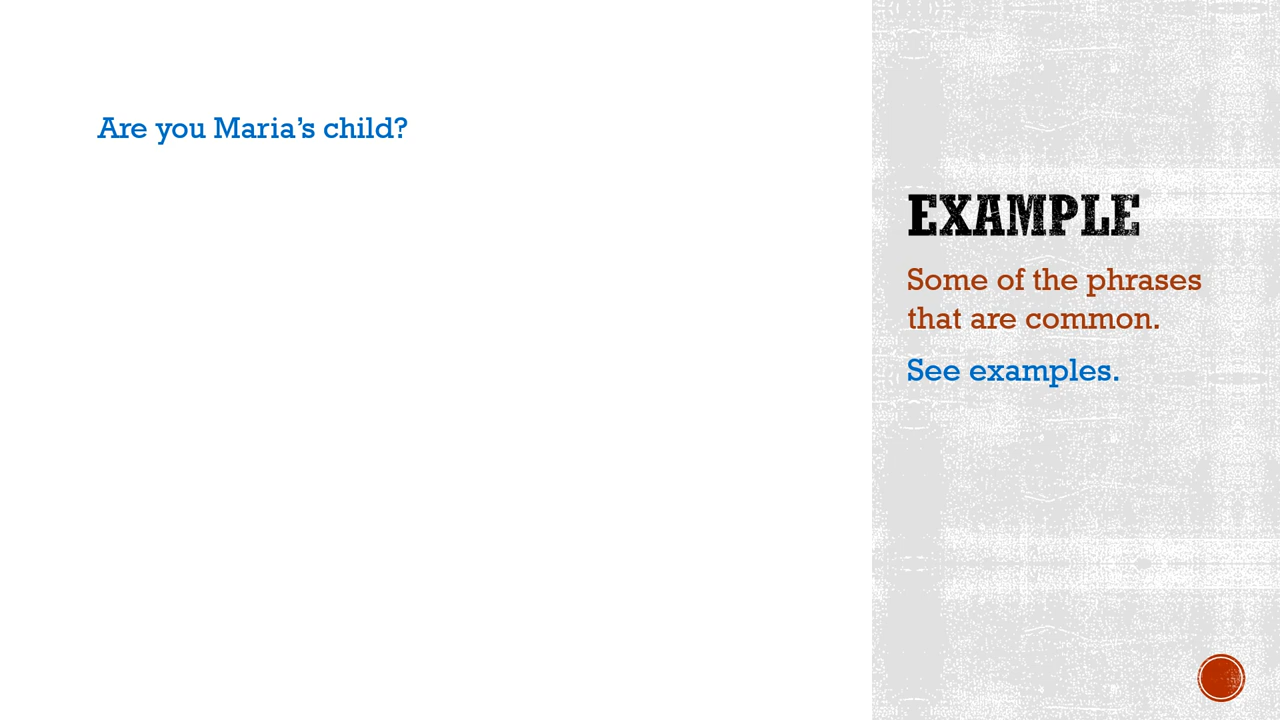 Are you Maria’s child?
EXAMPLE
Some of the phrases
that are common.
See examples.